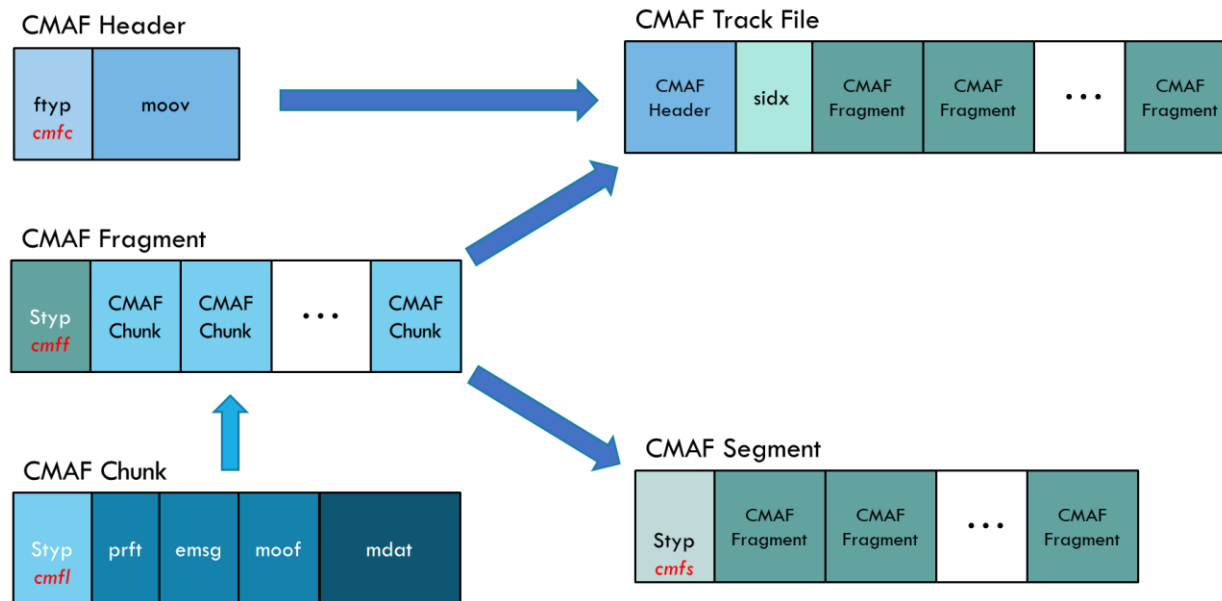 CMAF Header
ftyp
cmfc
moov
CMAF Track File
CMAF
Header
sidx
CMAF
Fragment
CMAF
Fragment
...
CMAF
Fragment
CMAF Fragment
Styp
cmff
CMAF
Chunk
CMAF
Chunk
...
CMAF
Chunk
CMAF Chunk
Styp
cmfl
prft
emsg
moof
mdat
CMAF Segment
Styp
cmfs
CMAF
Fragment
CMAF
Fragment
...
CMAF
Fragment